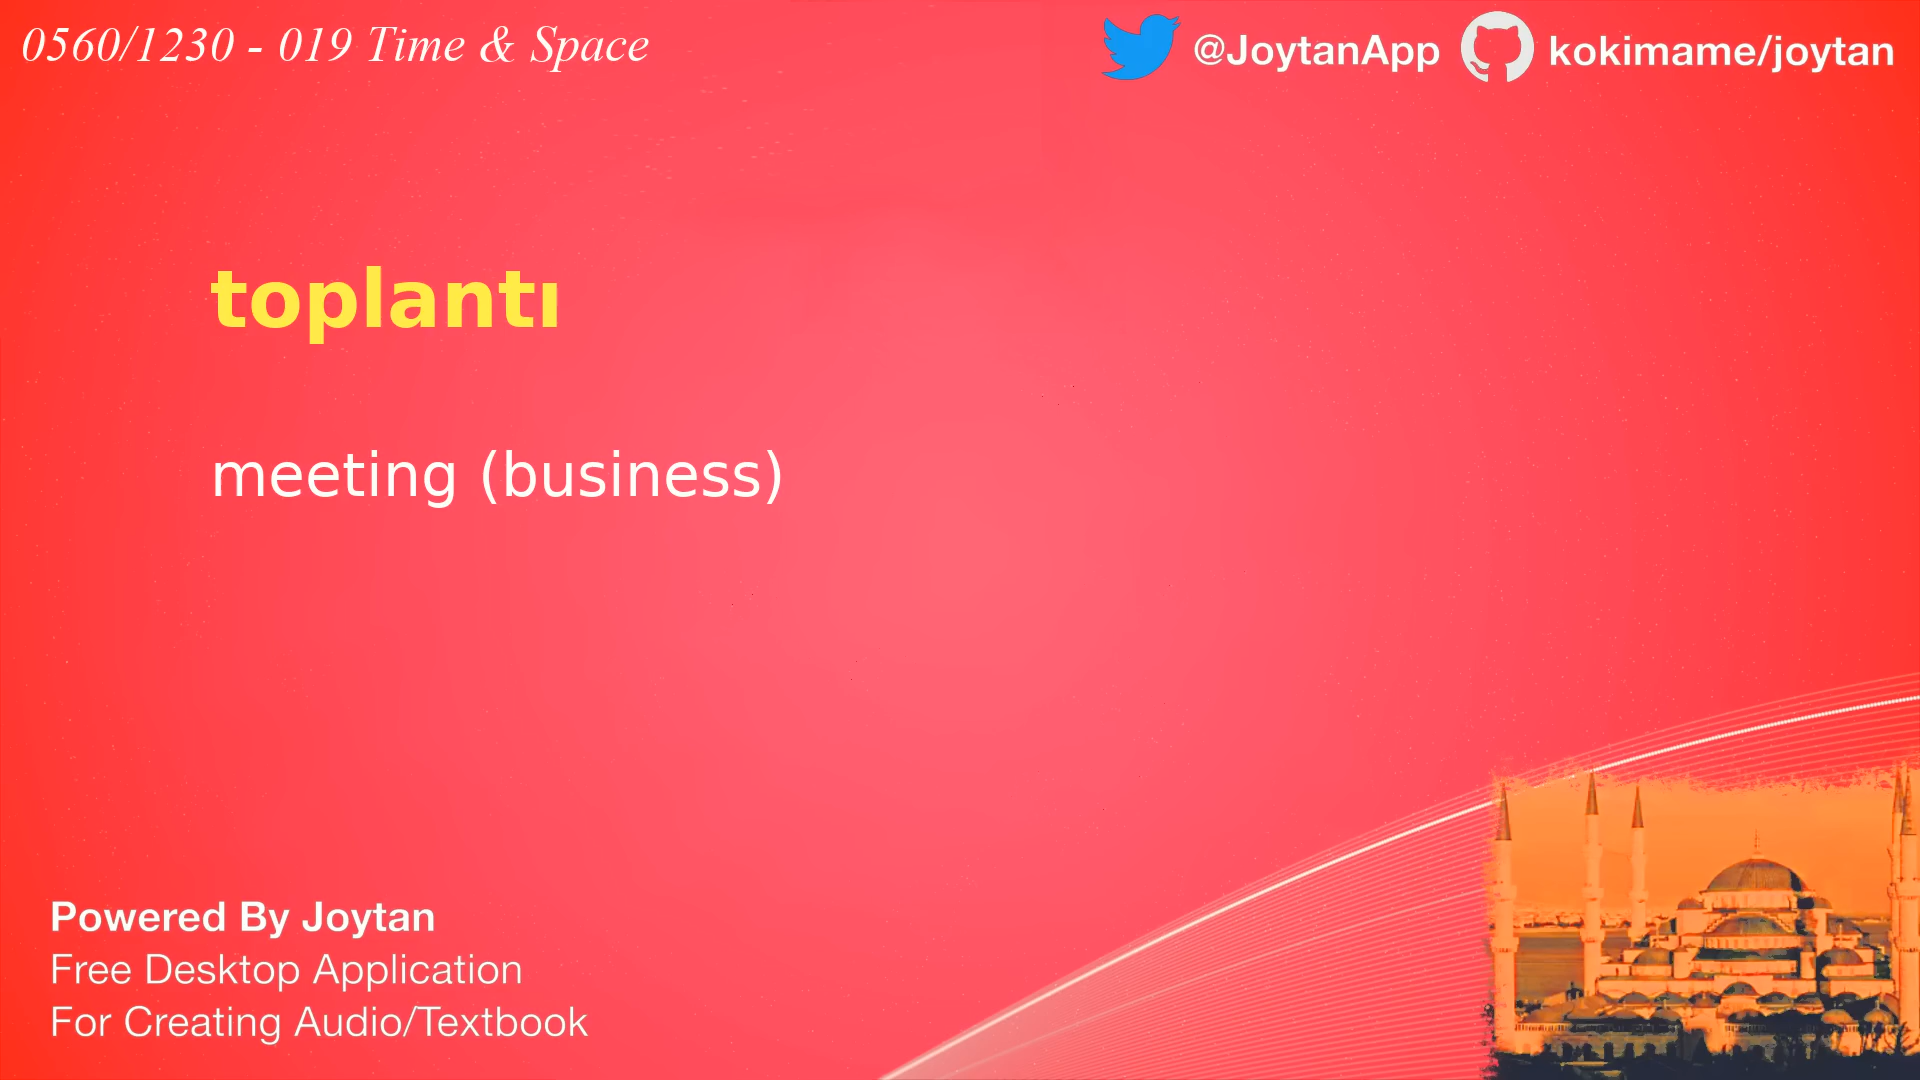 0560/1230 - 019 Time & Space
@JoytanApp
kokimame/joytan
toplantı
meeting (business)
Powered By Joytan
Free Desktop Application
For Creating Audio/Textbook